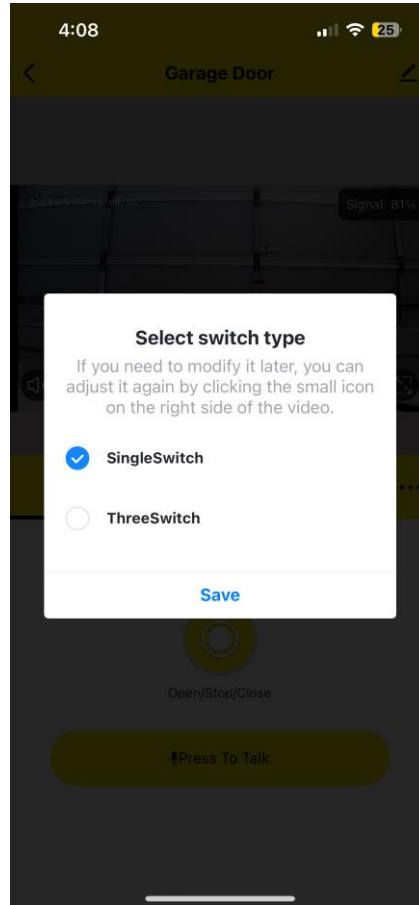 4:08
25
Garage Door
Signal: 81%
Select switch type
If you need to modify it later, you can
adjust it again by clicking the small icon
on the right side of the video.
SingleSwitch
ThreeSwitch
Save
Open/Stop/Close
Press To Talk